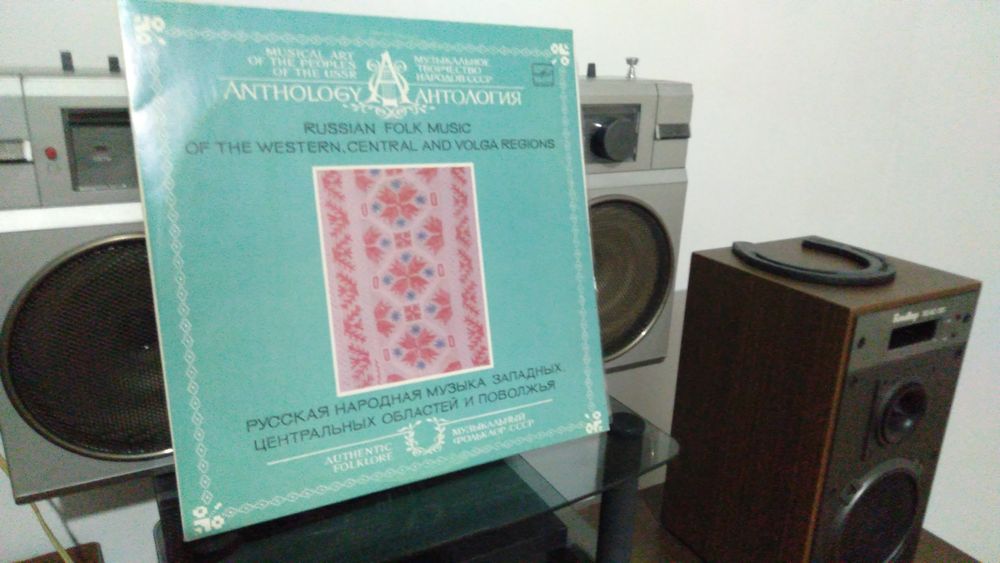 MUSICAL ART
OF THE PEOPLES
OF THE USSR
МУЗЫКАЛЬНОЕ
ТВОРЧЕСТВО
НАРОДОВ СССР
ANTHOLOGY АНТОЛОГИЯ
RUSSIAN FOLK MUSIC
OF THE WESTERN, CENTRAL AND VOLGA REGIONS
РУССКАЯ НАРОДНАЯ МУЗЫКА ЗАПАДНЫХ,
ЦЕНТРАЛЬНЫХ ОБЛАСТЕЙ И ПОВОЛЖЬЯ
AUTHENTIC
FOLKLORE
МУЗЫКАЛЬНЫЙ
ФОЛЬКЛОР СССР